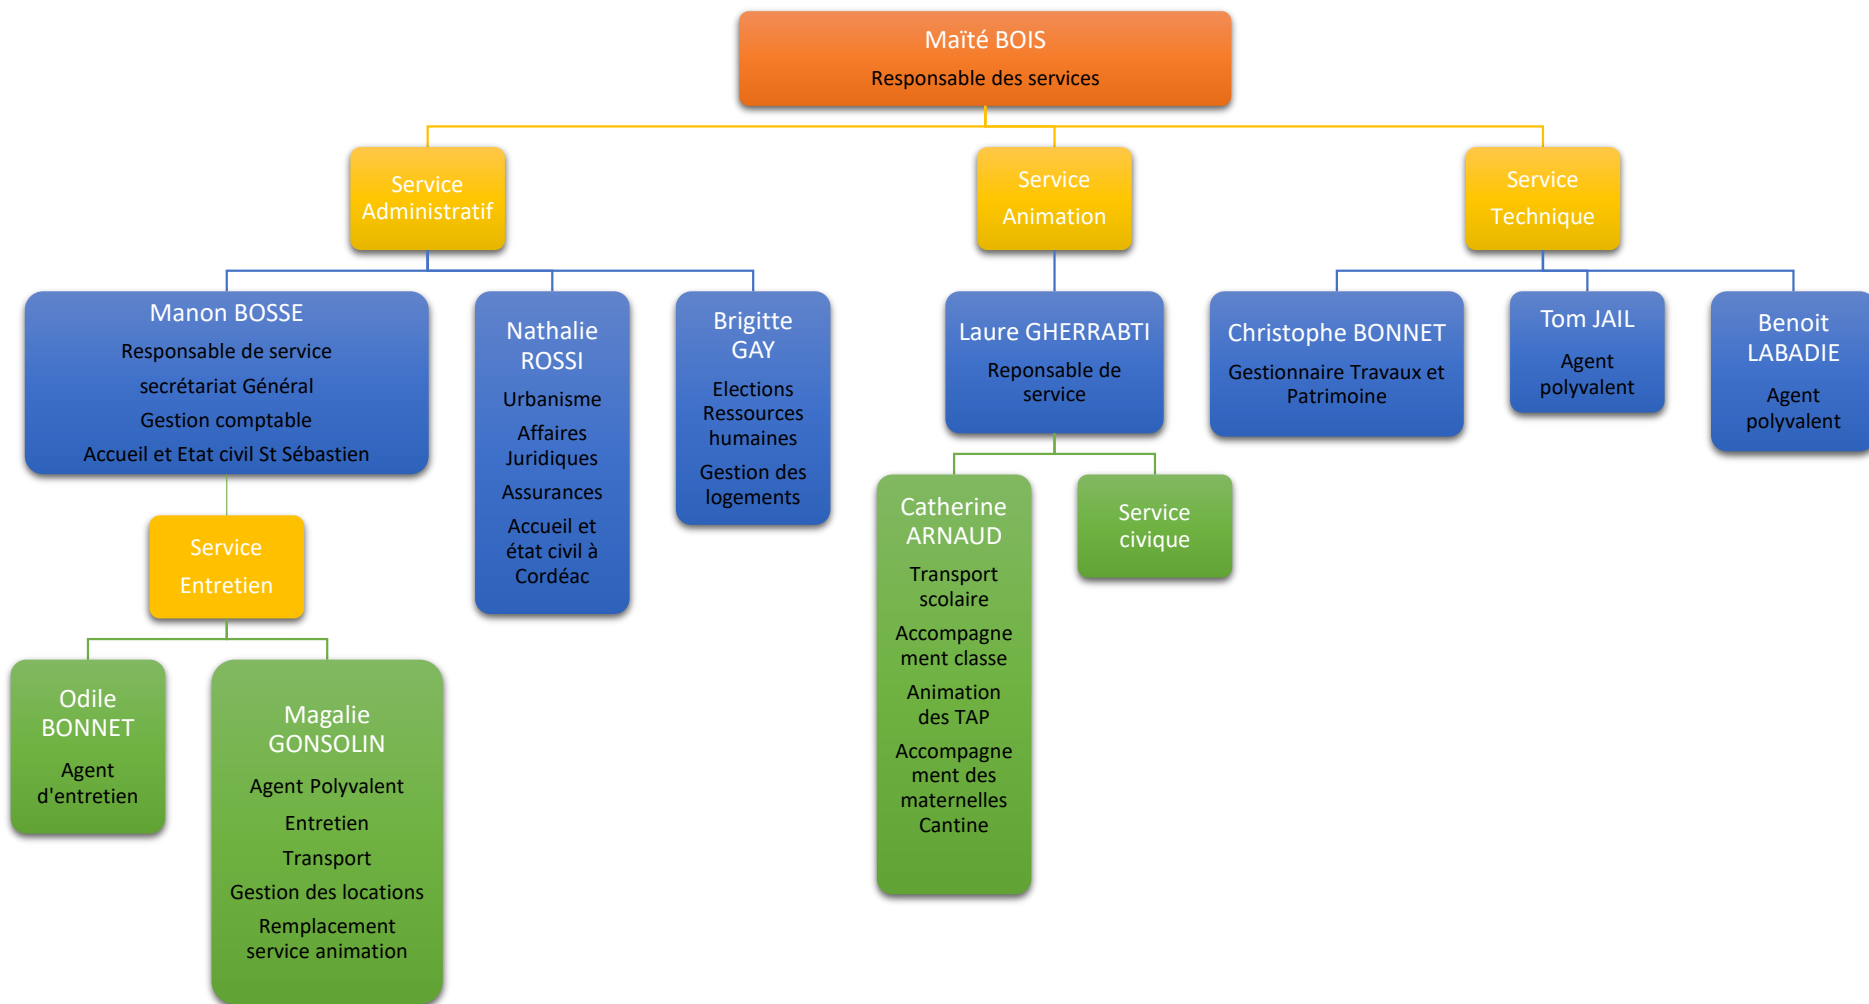 Maïté BOIS
Responsable des services
Service
Administratif
Service
Animation
Service
Technique
Manon BOSSE
Responsable de service
secrétariat Général
Gestion comptable
Accueil et Etat civil St Sébastien
Nathalie
ROSSI
Urbanisme
Affaires
Juridiques
Assurances
Accueil et
état civil à
Cordéac
Brigitte
GAY
Elections
Ressources
humaines
Gestion des
logements
Laure GHERRABTI
Reponsable de
service
Christophe BONNET
Gestionnaire Travaux et
Patrimoine
Tom JAIL
Agent
polyvalent
Benoit
LABADIE
Agent
polyvalent
Service
Entretien
Catherine
ARNAUD
Transport
scolaire
Accompagne
ment classe
Animation
des TAP
Accompagne
ment des
maternelles
Cantine
Service
civique
Odile
BONNET
Agent
d'entretien
Magalie
GONSOLIN
Agent Polyvalent
Entretien
Transport
Gestion des locations
Remplacement
service animation